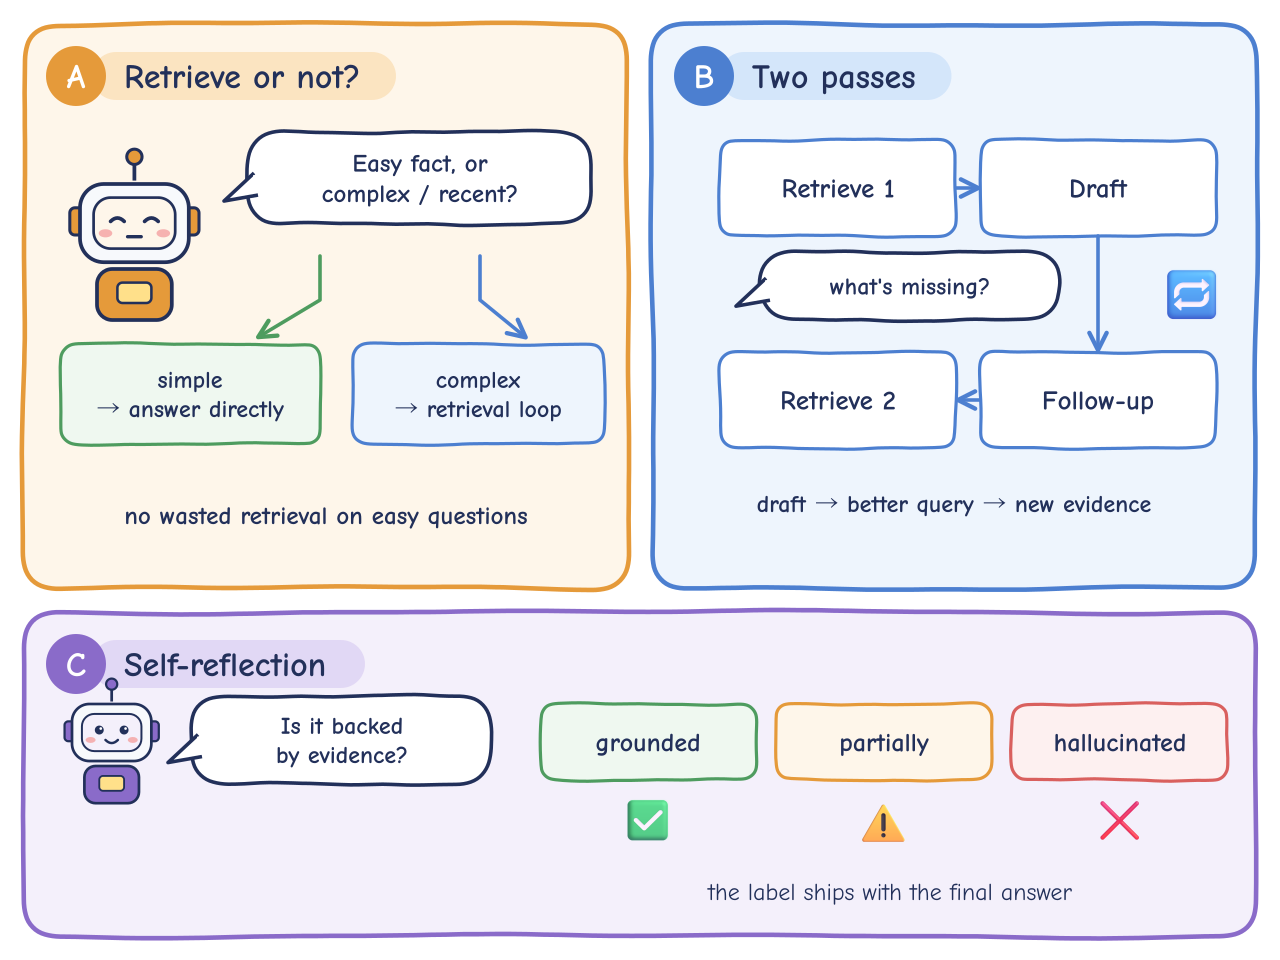 A
Retrieve or not?
Easy fact, or
complex / recent?
simple
→ answer directly
complex
→ retrieval loop
no wasted retrieval on easy questions
B
Two passes
Retrieve 1
Draft
what's missing?
Retrieve 2
Follow-up
draft → better query → new evidence
C
Self-reflection
Is it backed
by evidence?
grounded
partially
hallucinated
the label ships with the final answer